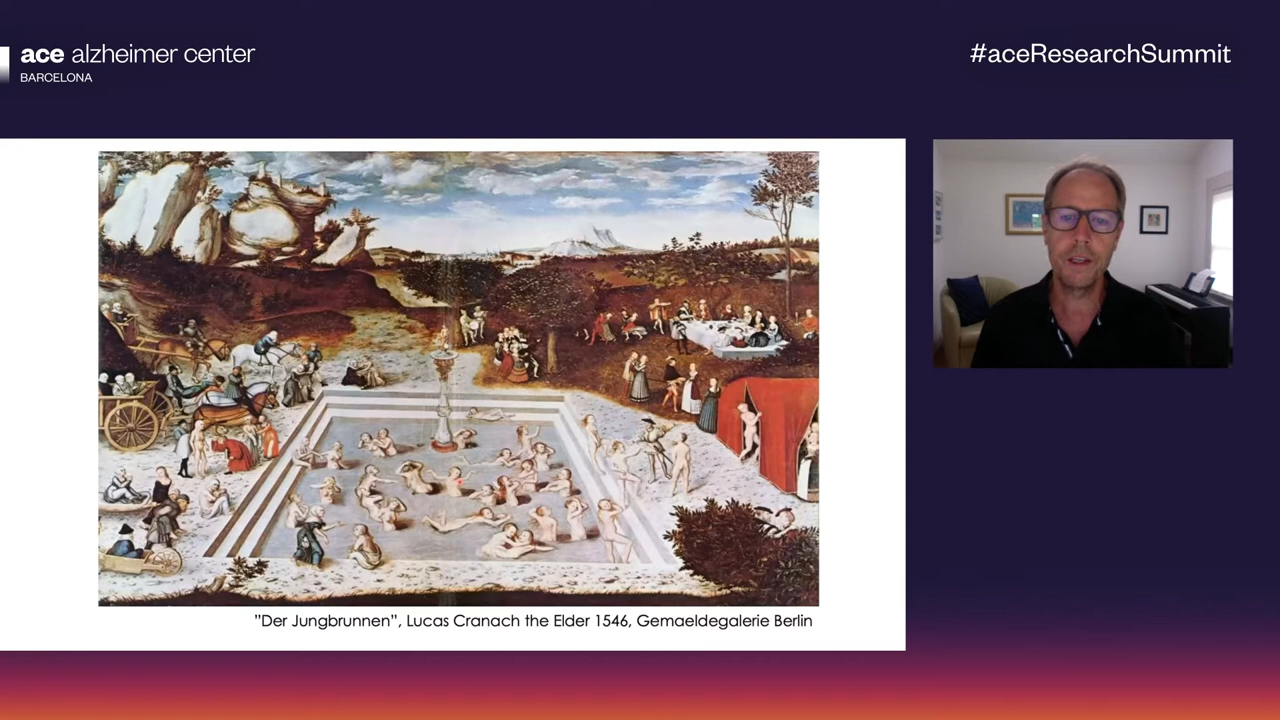 ace alzheimer center
BARCELONA
#aceResearchSummit
”Der Jungbrunnen”, Lucas Cranach the Elder 1546, Gemaeldegalerie Berlin